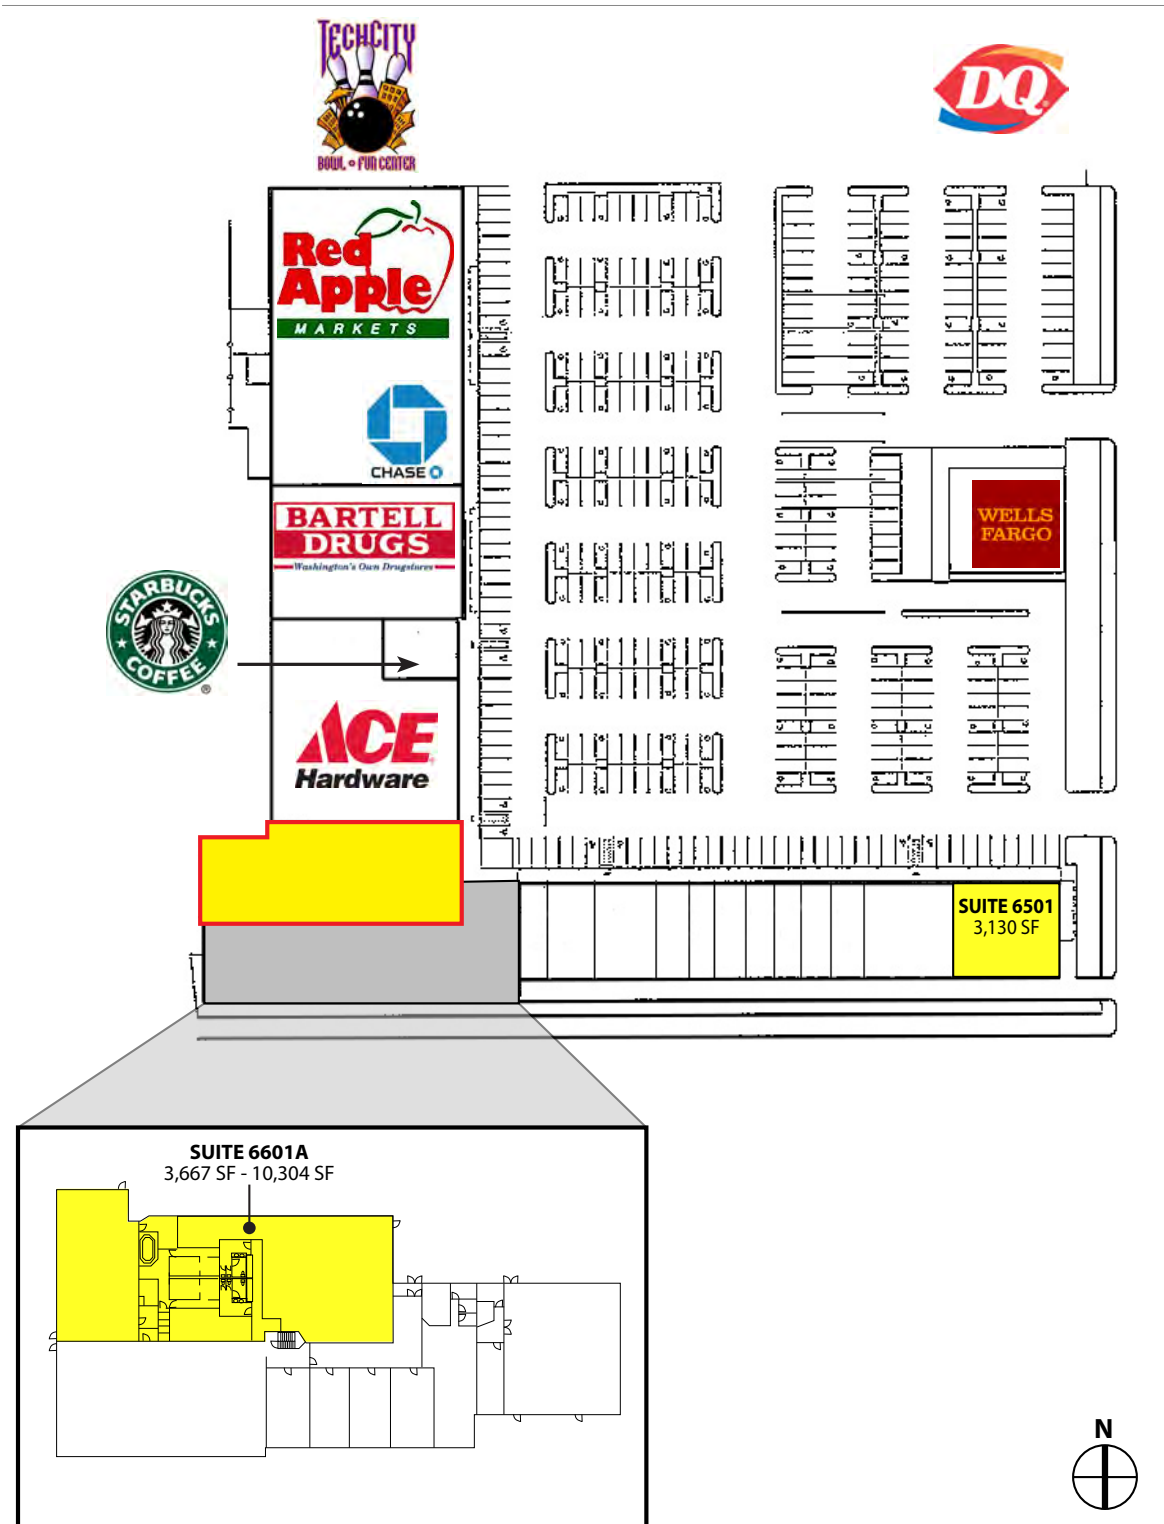 TECHCITY
BOWL • FUN CENTER
DQ®
Red
Apple
MARKETS
CHASE
BARTELL
DRUGS
Washington's Own Drugstores
STARBUCKS
COFFEE
®
WELLS
FARGO
ACE
Hardware
SUITE 6501
3,130 SF
SUITE 6601A
3,667 SF - 10,304 SF
N